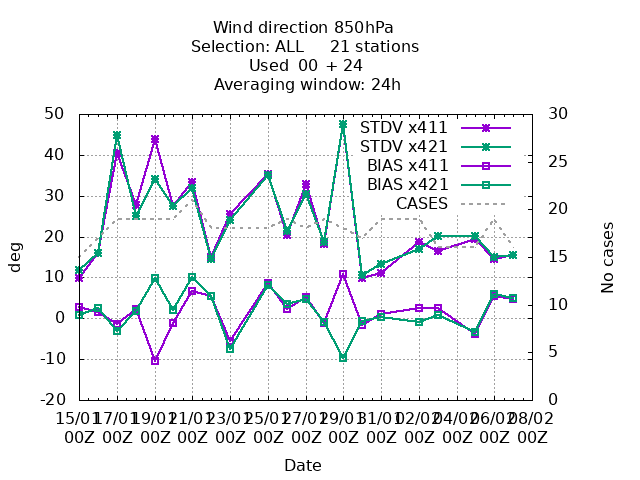 Wind direction 850hPa
Selection: ALL 21 stations
Used 00 + 24
Averaging window: 24h
50
40
30
20
10
0
-10
-20
deg
30
25
20
15
10
5
0
No cases
STDV x411
STDV x421
BIAS x411
BIAS x421
CASES
15/01 17/01 19/01 21/01 23/01 25/01 27/01 29/01 31/01 02/02 04/02 06/02 08/02
00Z 00Z 00Z 00Z 00Z 00Z 00Z 00Z 00Z 00Z 00Z 00Z 00Z
Date